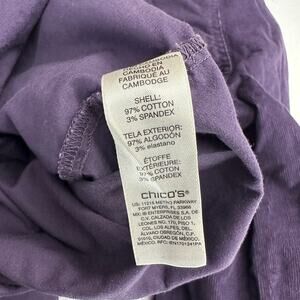 CAMBODIA
FABRIQUÉ AU
CAMBODGE
SHELL:
97% COTTON
3% SPANDEX
TELA EXTERIOR:
97% ALGODÓN
3% elastano
ÉTOFFE
EXTÉRIEURE:
97% COTON
3% SPANDEX
chico's
US: 11215 METRO PARKWAY
FORT MYERS, FL 33966
MX: IB ENTERPRISES S.A. DE
C.V. CALZADA DE LOS
LEONES NO. 170, PISO 1,
COL. LOS ALPES, DEL.
ÁLVARO OBREGÓN, C.P.
01010, CIUDAD DE MÉXICO,
MÉXICO, RFC: